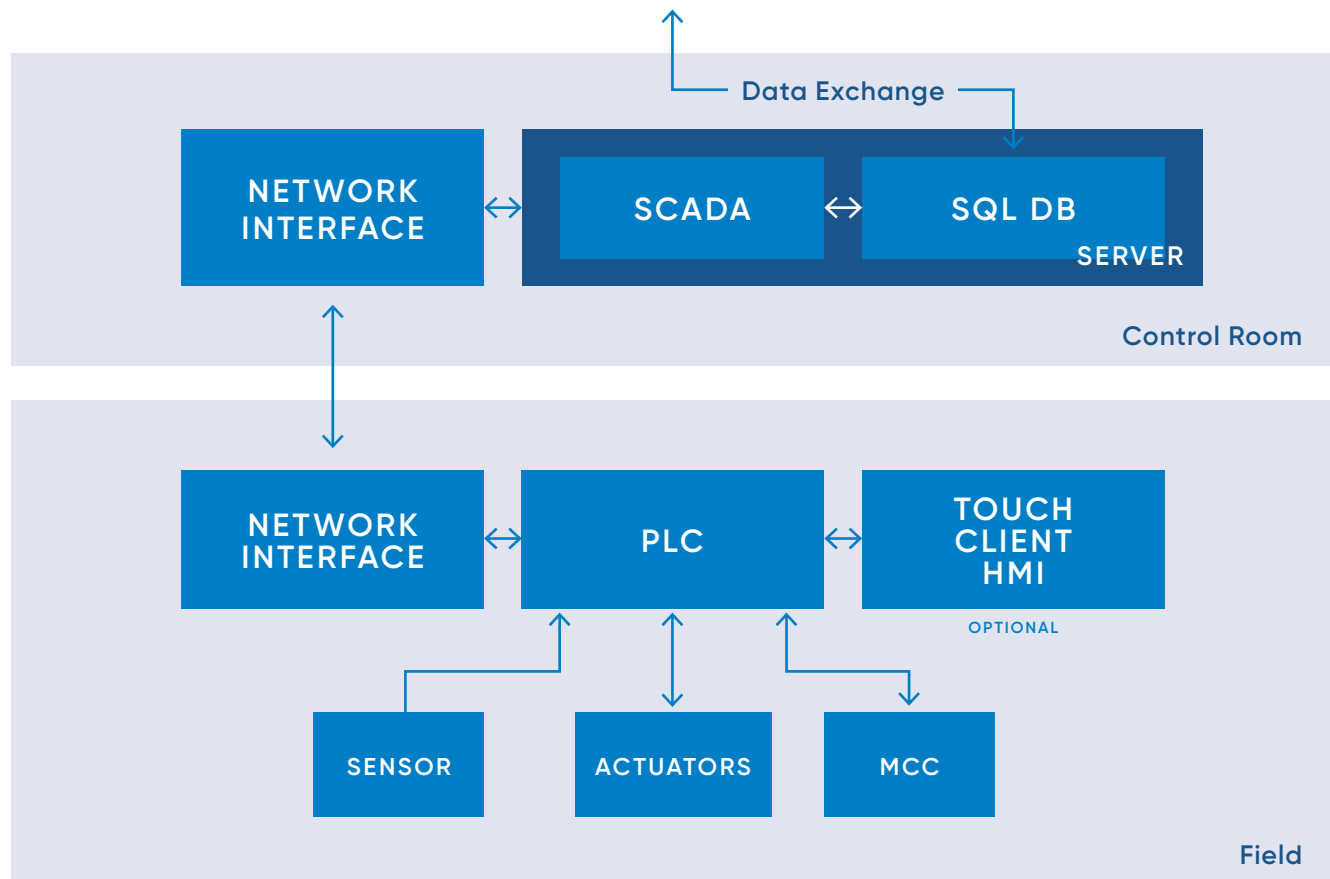 Data Exchange
NETWORK
INTERFACE
SCADA
SQL DB
SERVER
Control Room
NETWORK
INTERFACE
PLC
TOUCH
CLIENT
HMI
OPTIONAL
SENSOR
ACTUATORS
MCC
Field